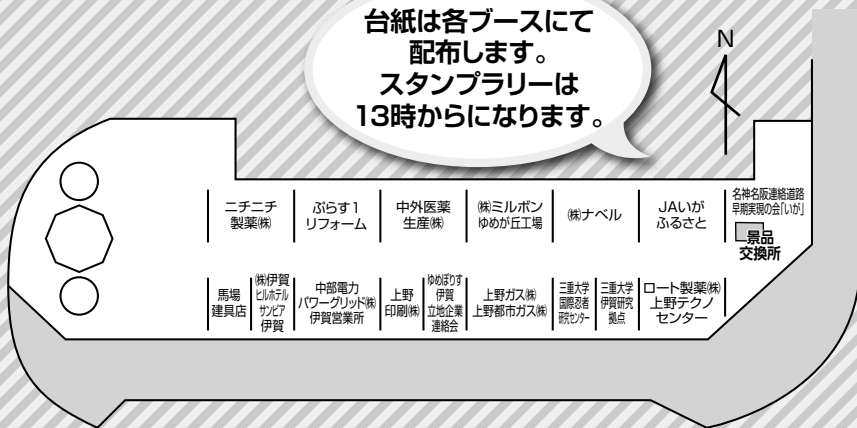 台紙は各ブースにて
配布します。
スタンプラリーは
13時からになります。
N
ニチニチ
製薬㈱
ぷらす1
リフォーム
中外医薬
生産㈱
㈱ミルボン
ゆめが丘工場
㈱ナベル
JAいが
ふるさと
名神名阪連絡道路
早期実現の会「いが」
景品
交換所
馬場
建具店
㈱伊賀
ヒルホテル
サンピア
伊賀
中部電力
パワーグリッド㈱
伊賀営業所
上野
印刷㈱
ゆめぽりす
伊賀
立地企業
連絡会
上野ガス㈱
上野都市ガス㈱
三重大学
国際忍者
研究センター
三重大学
伊賀研究
拠点
ロート製薬㈱
上野テクノ
センター